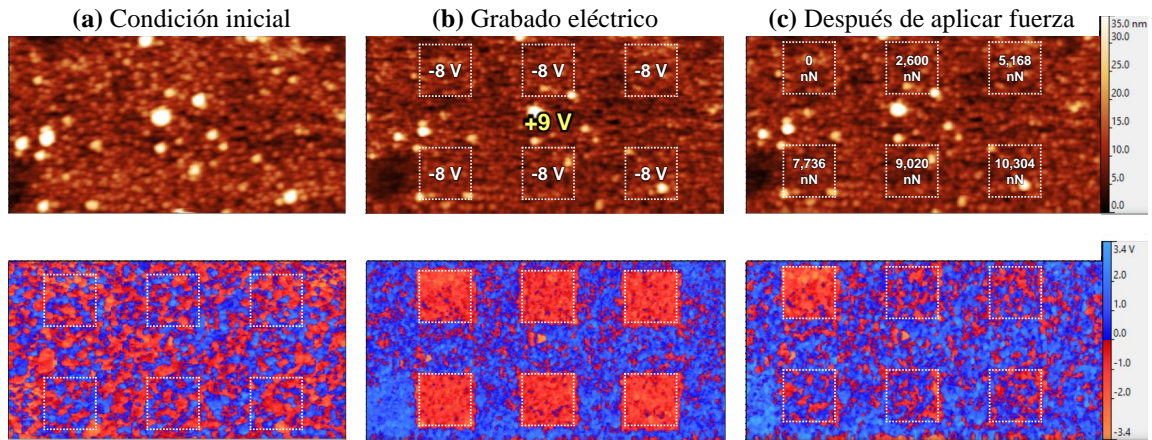 (a) Condición inicial
(b) Grabado eléctrico
(c) Después de aplicar fuerza
-8 V
-8 V
-8 V
+9 V
-8 V
-8 V
-8 V
0
nN
2,600
nN
5,168
nN
7,736
nN
9,020
nN
10,304
nN
35.0 nm
30.0
25.0
20.0
15.0
10.0
5.0
0.0
3.4 V
2.0
1.0
0.0
-1.0
-2.0
-3.4